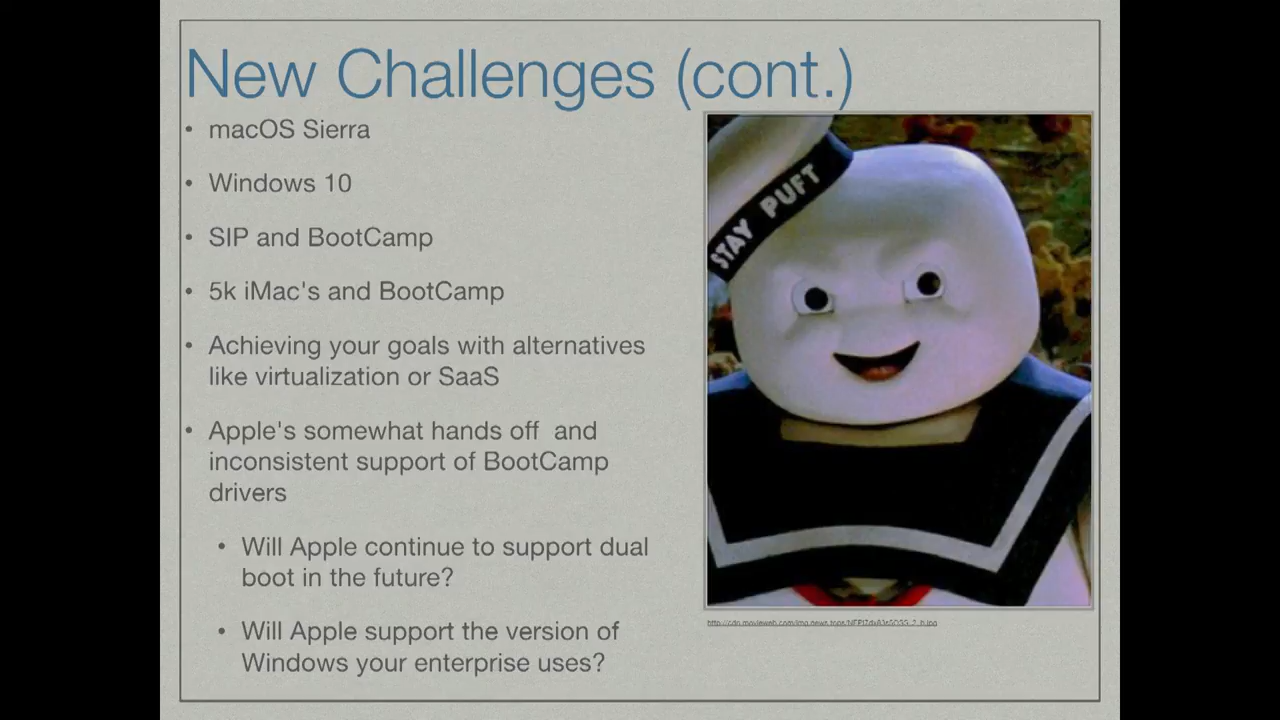 New Challenges (cont.)
• macOS Sierra
• Windows 10
• SIP and BootCamp
• 5k iMac's and BootCamp
• Achieving your goals with alternatives
like virtualization or SaaS
• Apple's somewhat hands off  and
inconsistent support of BootCamp
drivers
• Will Apple continue to support dual
boot in the future?
• Will Apple support the version of
Windows your enterprise uses?
STAY PUFT